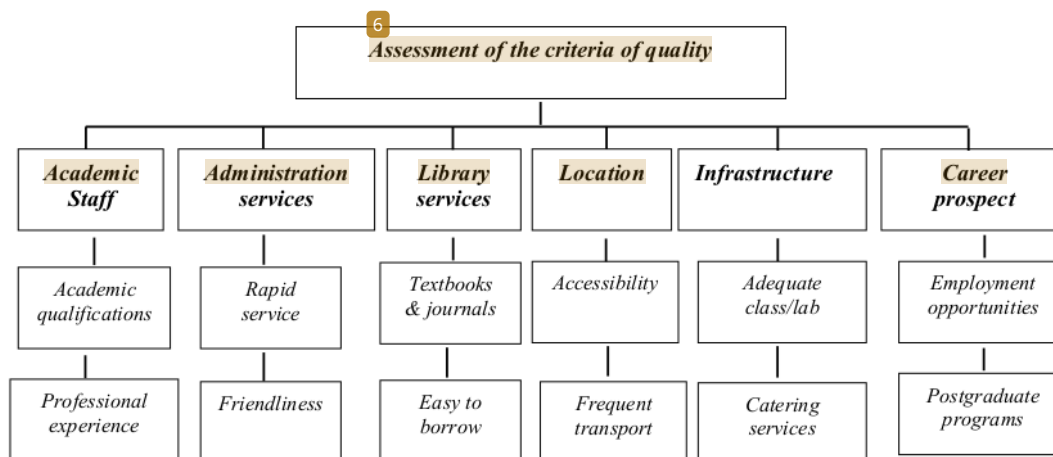 6
Assessment of the criteria of quality
Academic
Staff
Administration
services
Library
services
Location
Infrastructure
Career
prospect
Academic
qualifications
Rapid
service
Textbooks
& journals
Accessibility
Adequate
class/lab
Employment
opportunities
Professional
experience
Friendliness
Easy to
borrow
Frequent
transport
Catering
services
Postgraduate
programs